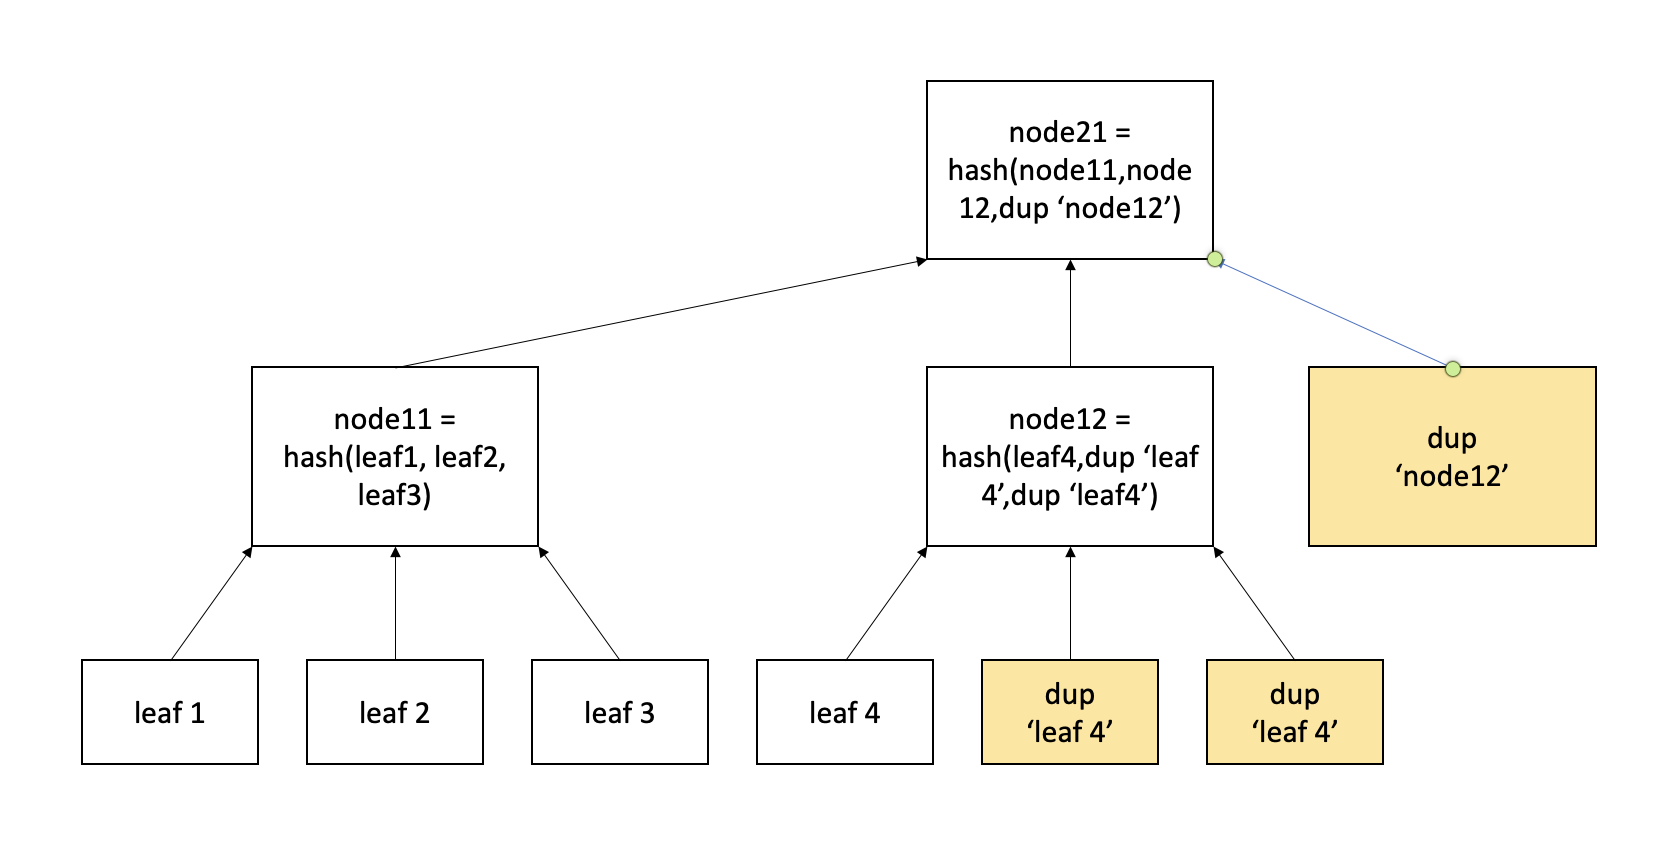 node21 =
hash(node11,node
12,dup ‘node12’)
node11 =
hash(leaf1, leaf2,
leaf3)
node12 =
hash(leaf4,dup ‘leaf
4’,dup ‘leaf4’)
dup
‘node12’
leaf 1
leaf 2
leaf 3
leaf 4
dup
‘leaf 4’
dup
‘leaf 4’